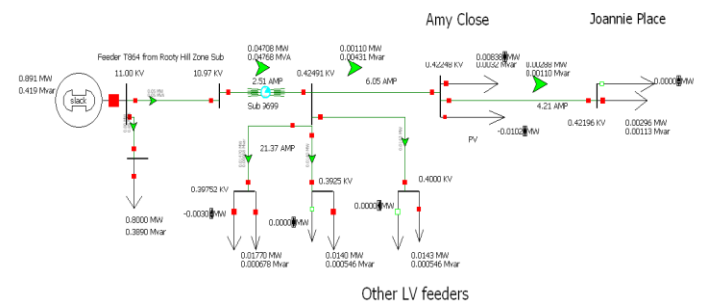 Amy Close
Joannie Place
Feeder T864 from Rooty Hill Zone Sub
0.04708 MW
0.04768 MVA
0.00110 MW
0.00431 Mvar
0.0032 Mvar
0.00288 MW
0.00110 Mvar
0.891 MW
0.419 Mvar
slack
11.00 KV
10.97 KV
2.51 AMP
0.42491 KV
6.05 AMP
0.42248 KV
4.21 AMP
Sub 9699
0.42196 KV
0.00296 MW
0.00113 Mvar
PV
21.37 AMP
0.39752 KV
0.3925 KV
0.4000 KV
0.8000 MW
0.3890 Mvar
0.01770 MW
0.000678 Mvar
0.0140 MW
0.000546 Mvar
0.0143 MW
0.000546 Mvar
Other LV feeders